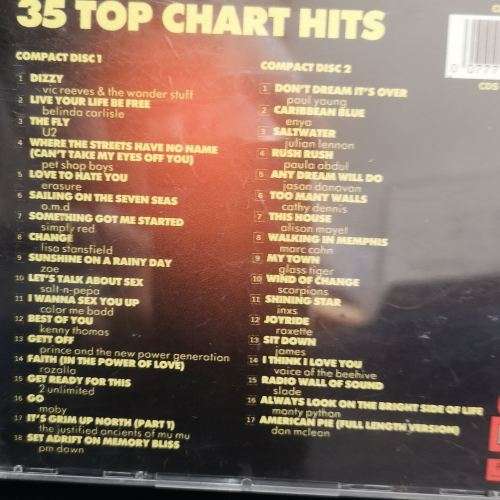 35 TOP CHART HITS
COMPACT DISC 1
1 DIZZY
vic reeves & the wonder stuff
2 LIVE YOUR LIFE BE FREE
belinda carlisle
3 THE FLY
U2
4 WHERE THE STREETS HAVE NO NAME
(CAN'T TAKE MY EYES OFF YOU)
pet shop boys
5 LOVE TO HATE YOU
erasure
6 SAILING ON THE SEVEN SEAS
o.m.d
7 SOMETHING GOT ME STARTED
simply red
8 CHANGE
lisa stansfield
9 SUNSHINE ON A RAINY DAY
zoe
10 LET'S TALK ABOUT SEX
salt-n-pepa
11 I WANNA SEX YOU UP
color me badd
12 BEST OF YOU
kenny thomas
13 GETT OFF
prince and the new power generation
14 FAITH (IN THE POWER OF LOVE)
rozalla
15 GET READY FOR THIS
2 unlimited
16 GO
moby
17 IT'S GRIM UP NORTH (PART 1)
the justified ancients of mu mu
18 SET ADRIFT ON MEMORY BLISS
pm dawn
COMPACT DISC 2
1 DON'T DREAM IT'S OVER
paul young
2 CARIBBEAN BLUE
enya
3 SALTWATER
julian lennon
4 RUSH RUSH
paula abdul
5 ANY DREAM WILL DO
jason donovan
6 TOO MANY WALLS
cathy dennis
7 THIS HOUSE
alison moyet
8 WALKING IN MEMPHIS
marc cohn
9 MY TOWN
glass tiger
10 WIND OF CHANGE
scorpions
11 SHINING STAR
inxs
12 JOYRIDE
roxette
13 SIT DOWN
james
14 I THINK I LOVE YOU
voice of the beehive
15 RADIO WALL OF SOUND
slade
16 ALWAYS LOOK ON THE BRIGHT SIDE OF LIFE
monty python
17 AMERICAN PIE (FULL LENGTH VERSION)
don mclean
CDS